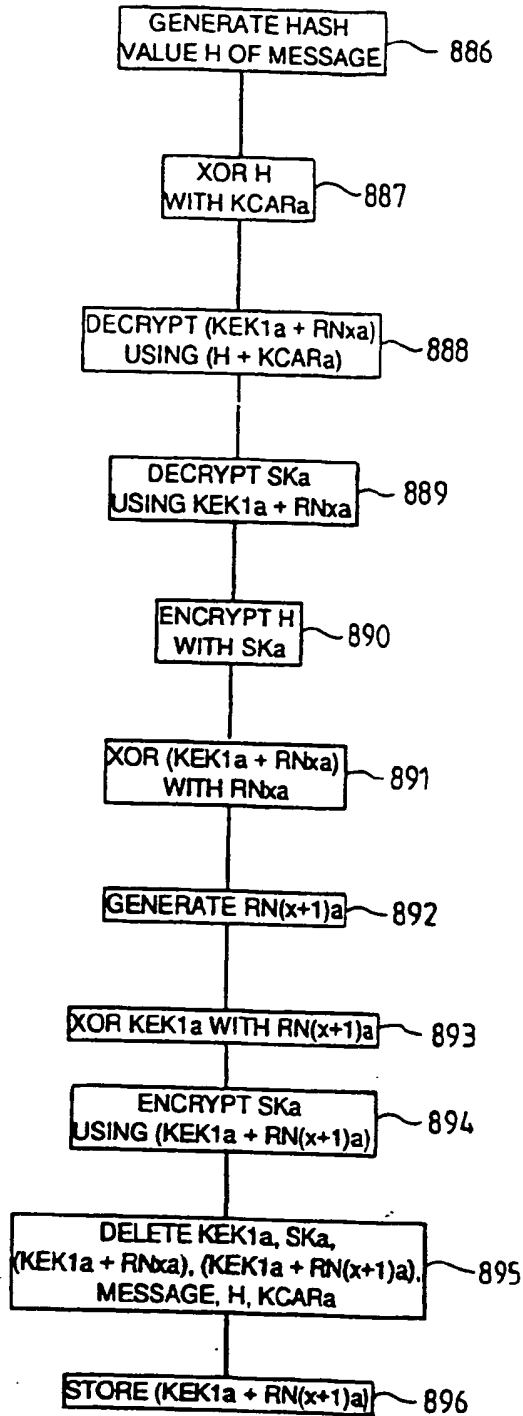 GENERATE HASH
VALUE H OF MESSAGE
886
XOR H
WITH KCARa
887
DECRYPT (KEK1a + RNxa)
USING (H + KCARa)
888
DECRYPT SKa
USING KEK1a + RNxa
889
ENCRYPT H
WITH SKa
890
XOR (KEK1a + RNxa)
WITH RNxa
891
GENERATE RN(x+1)a
892
XOR KEK1a WITH RN(x+1)a
893
ENCRYPT SKa
USING (KEK1a + RN(x+1)a)
894
DELETE KEK1a, SKa,
(KEK1a + RNxa), (KEK1a + RN(x+1)a),
MESSAGE, H, KCARa
895
STORE (KEK1a + RN(x+1)a)
896